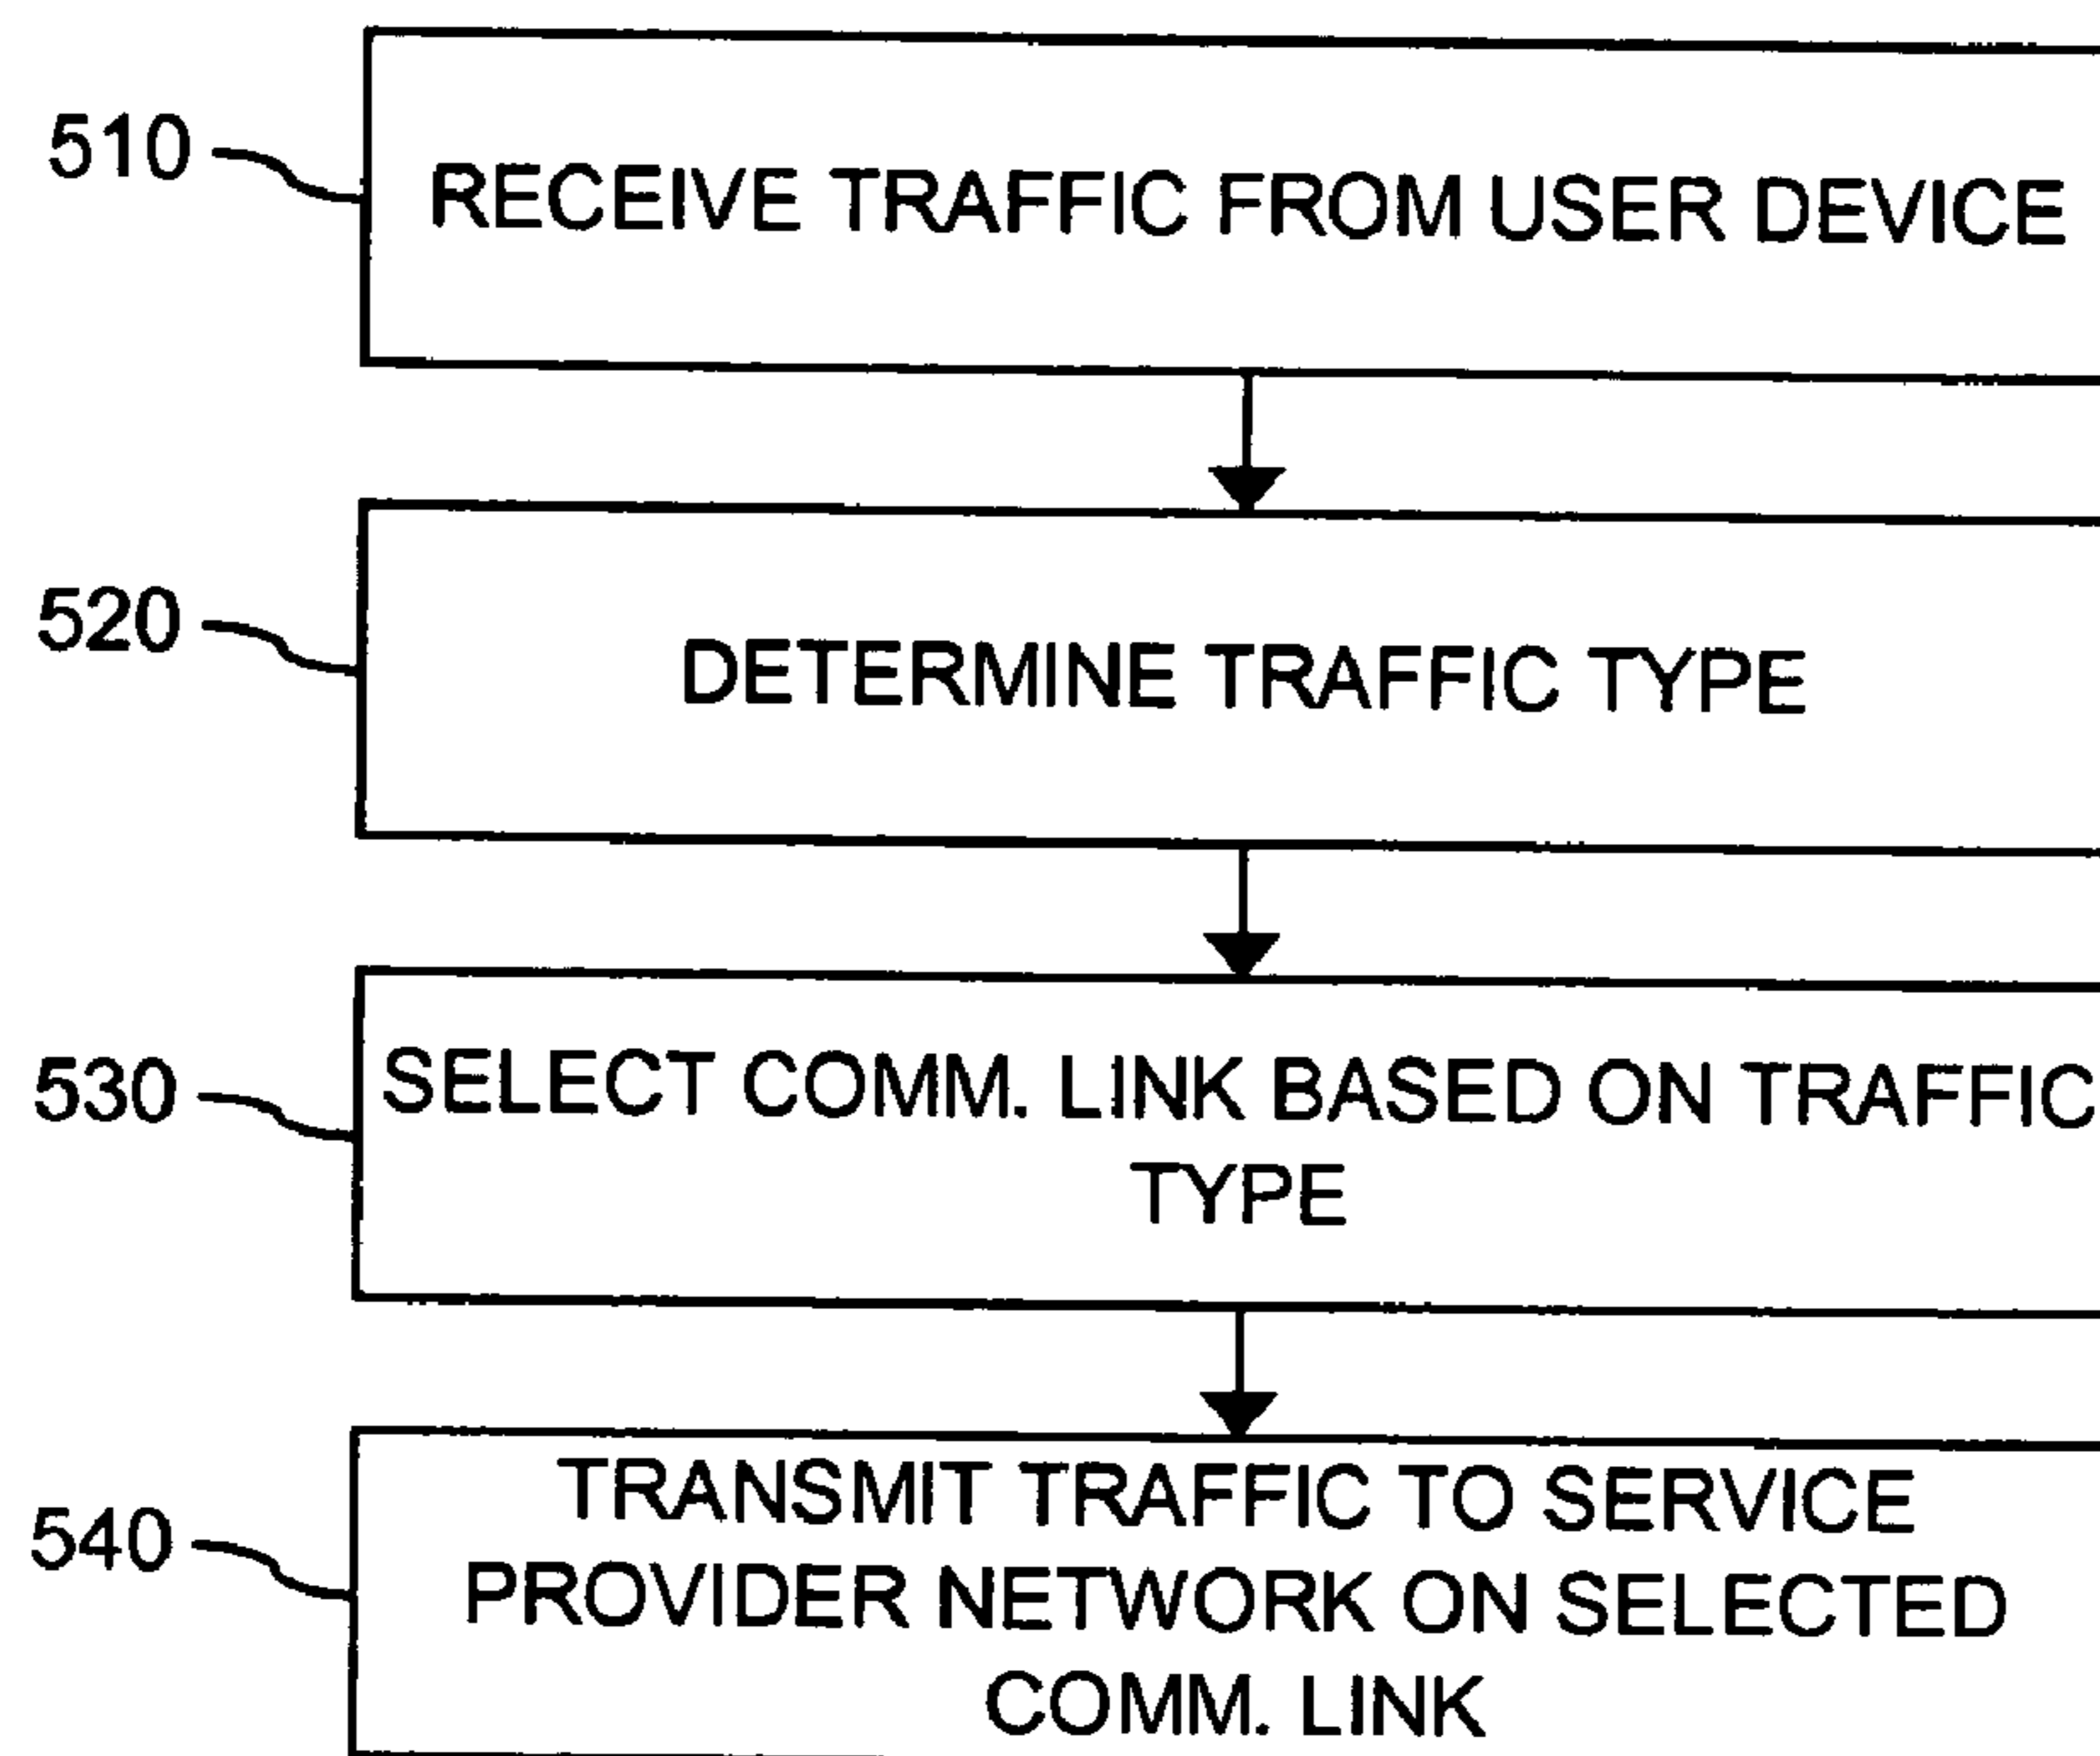 510
RECEIVE TRAFFIC FROM USER DEVICE
520
DETERMINE TRAFFIC TYPE
530
SELECT COMM. LINK BASED ON TRAFFIC
TYPE
540
TRANSMIT TRAFFIC TO SERVICE
PROVIDER NETWORK ON SELECTED
COMM. LINK